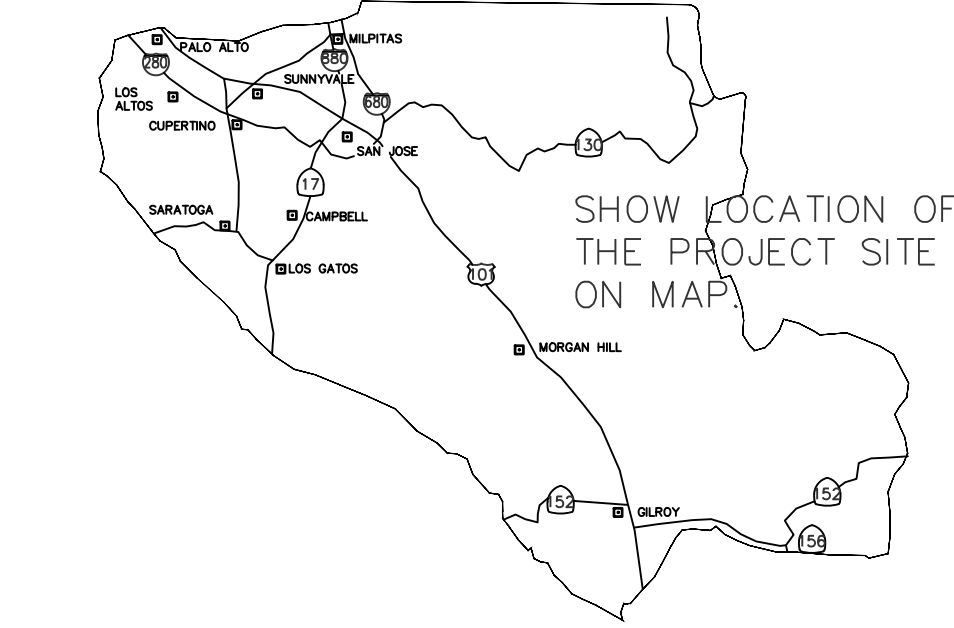 PALO ALTO
MILPITAS
280
880
SUNNYVALE
LOS
ALTOS
680
CUPERTINO
130
SAN JOSE
17
SARATOGA
CAMPBELL
SHOW LOCATION OF
THE PROJECT SITE
ON MAP.
LOS GATOS
101
MORGAN HILL
152
GILROY
152
156